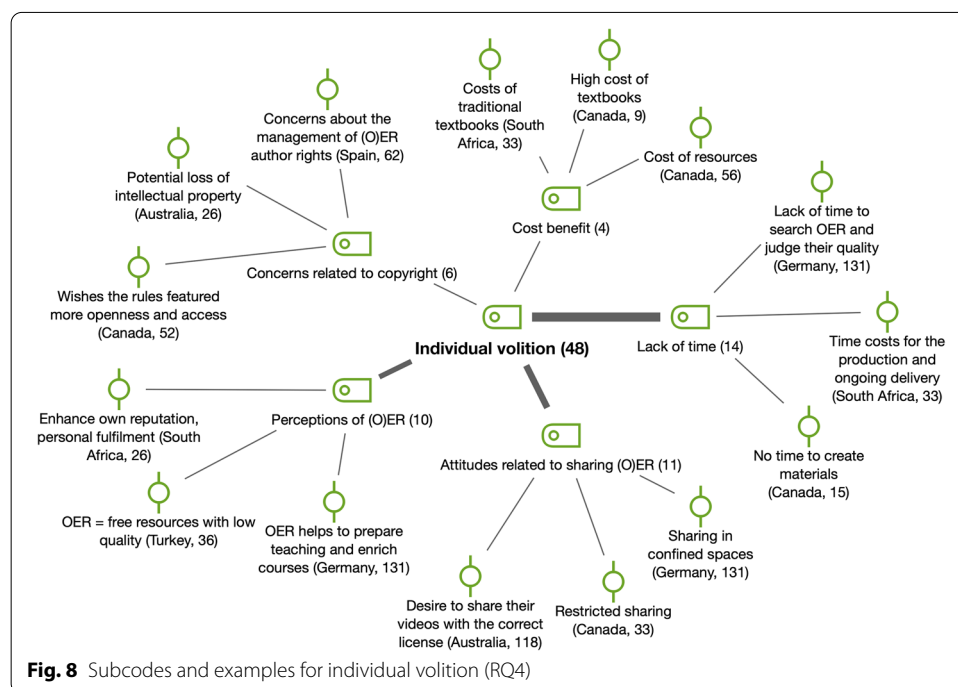 Concerns about the
management of (O)ER
author rights (Spain, 62)
Potential loss of
intellectual property
(Australia, 26)
Wishes the rules featured
more openness and access
(Canada, 52)
Concerns related to copyright (6)
Costs of
traditional
textbooks (South
Africa, 33)
High cost of
textbooks
(Canada, 9)
Cost of resources
(Canada, 56)
Cost benefit (4)
Lack of time to
search OER and
judge their quality
(Germany, 131)
Time costs for the
production and
ongoing delivery
(South Africa, 33)
No time to create
materials
(Canada, 15)
Lack of time (14)
Individual volition (48)
Perceptions of (O)ER (10)
Enhance own reputation,
personal fulfilment (South
Africa, 26)
OER = free resources with low
quality (Turkey, 36)
OER helps to prepare
teaching and enrich
courses (Germany, 131)
Attitudes related to sharing (O)ER (11)
Sharing in
confined spaces
(Germany, 131)
Desire to share their
videos with the correct
license (Australia, 118)
Restricted sharing
(Canada, 33)
Fig. 8 Subcodes and examples for individual volition (RQ4)